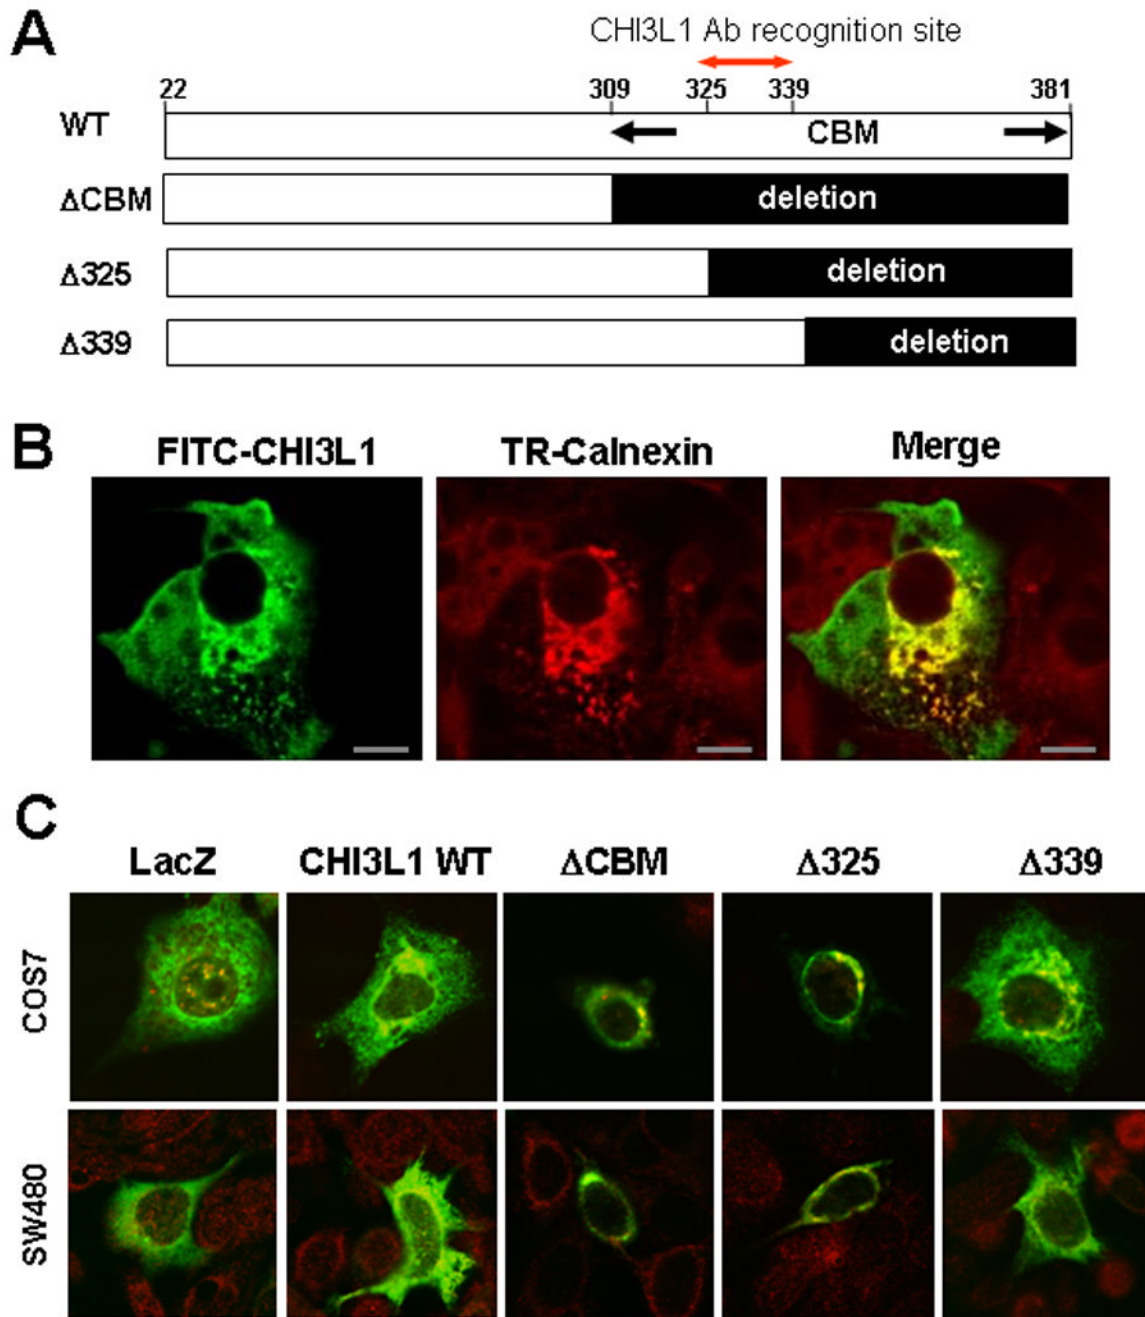 A
CHI3L1 Ab recognition site
22 309 325 339 381
WT CBM
ΔCBM deletion
Δ325 deletion
Δ339 deletion
B
FITC-CHI3L1 TR-Calnexin Merge
C
LacZ CHI3L1 WT ΔCBM Δ325 Δ339
COS7
SW480